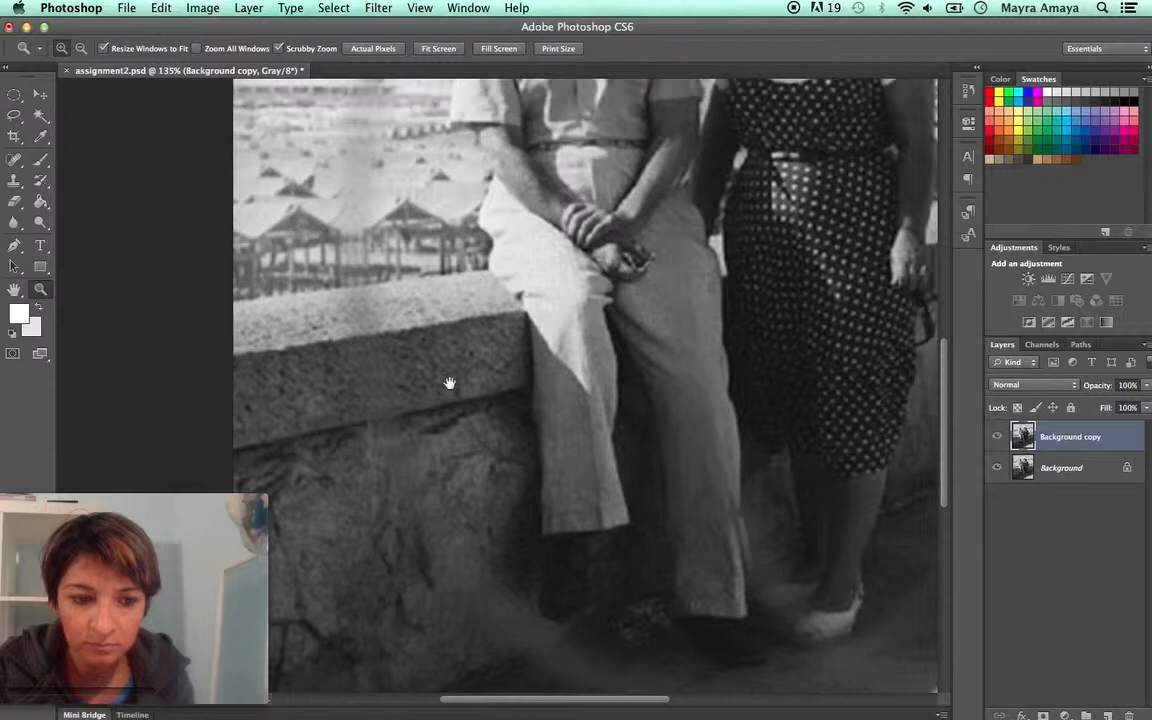 Photoshop File Edit Image Layer Type Select Filter View Window Help 19 Mayra Amaya
Adobe Photoshop CS6
Resize Windows to Fit Zoom All Windows Scrubby Zoom Actual Pixels Fit Screen Fill Screen Print Size Essentials
assignment2.psd @ 135% (Background copy, Gray/8*) *
Color Swatches
Adjustments Styles
Add an adjustment
Layers Channels Paths
Kind
Normal Opacity: 100%
Lock: Fill: 100%
Background copy
Background
Mini Bridge Timeline